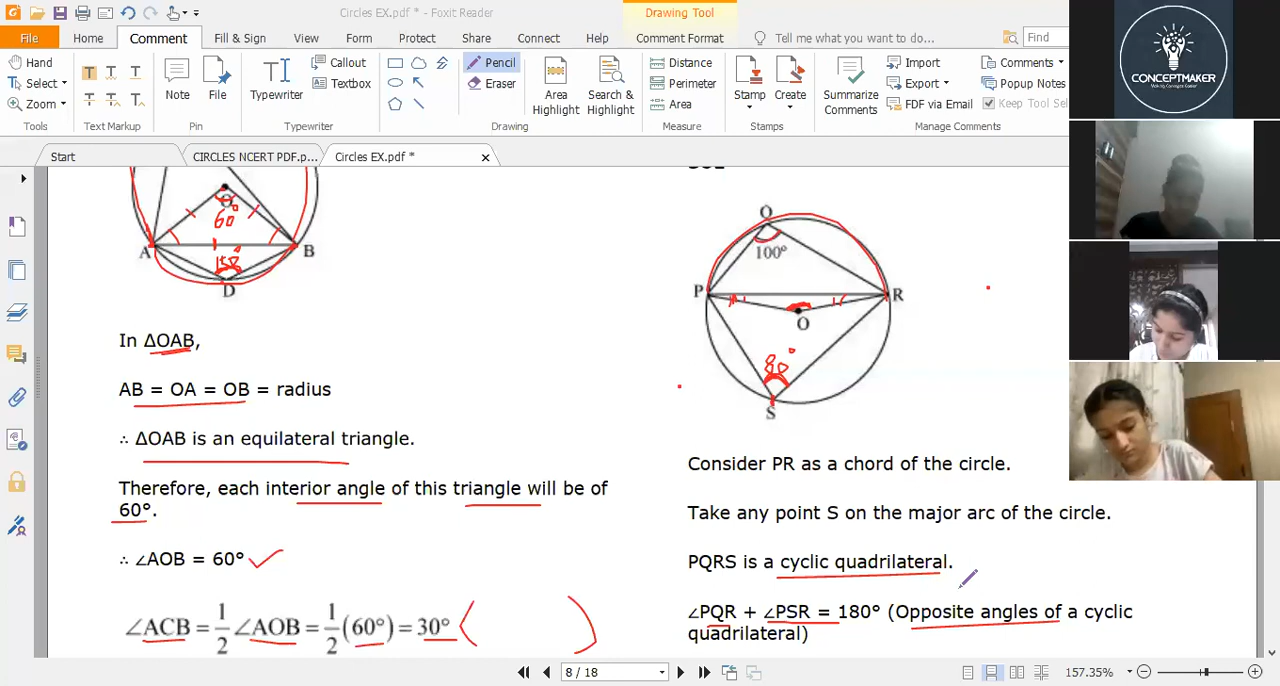 Circles EX.pdf * - Foxit Reader
Drawing Tool
File Home Comment Fill & Sign View Form Protect Share Connect Help Comment Format Tell me what you want to do... Find
Hand
Select
Zoom
Tools
Text Markup
Note
File
Pin
Typewriter
Callout
Textbox
Typewriter
Pencil
Eraser
Drawing
Area Highlight
Search & Highlight
Distance
Perimeter
Area
Measure
Stamp
Create
Stamps
Summarize Comments
Import
Export
FDF via Email
Comments
Popup Notes
Keep Tool Sel
Manage Comments
CONCEPTMAKER
Start
CIRCLES NCERT PDF.p...
Circles EX.pdf *
O
60°
A
B
150°
D
In ΔOAB,
AB = OA = OB = radius
∴ ΔOAB is an equilateral triangle.
Therefore, each interior angle of this triangle will be of
60°.
∴ ∠AOB = 60°
∠ACB = 1/2 ∠AOB = 1/2 (60°) = 30°
Q
100°
P
R
O
80°
S
Consider PR as a chord of the circle.
Take any point S on the major arc of the circle.
PQRS is a cyclic quadrilateral.
∠PQR + ∠PSR = 180° (Opposite angles of a cyclic
quadrilateral)
8 / 18
157.35%